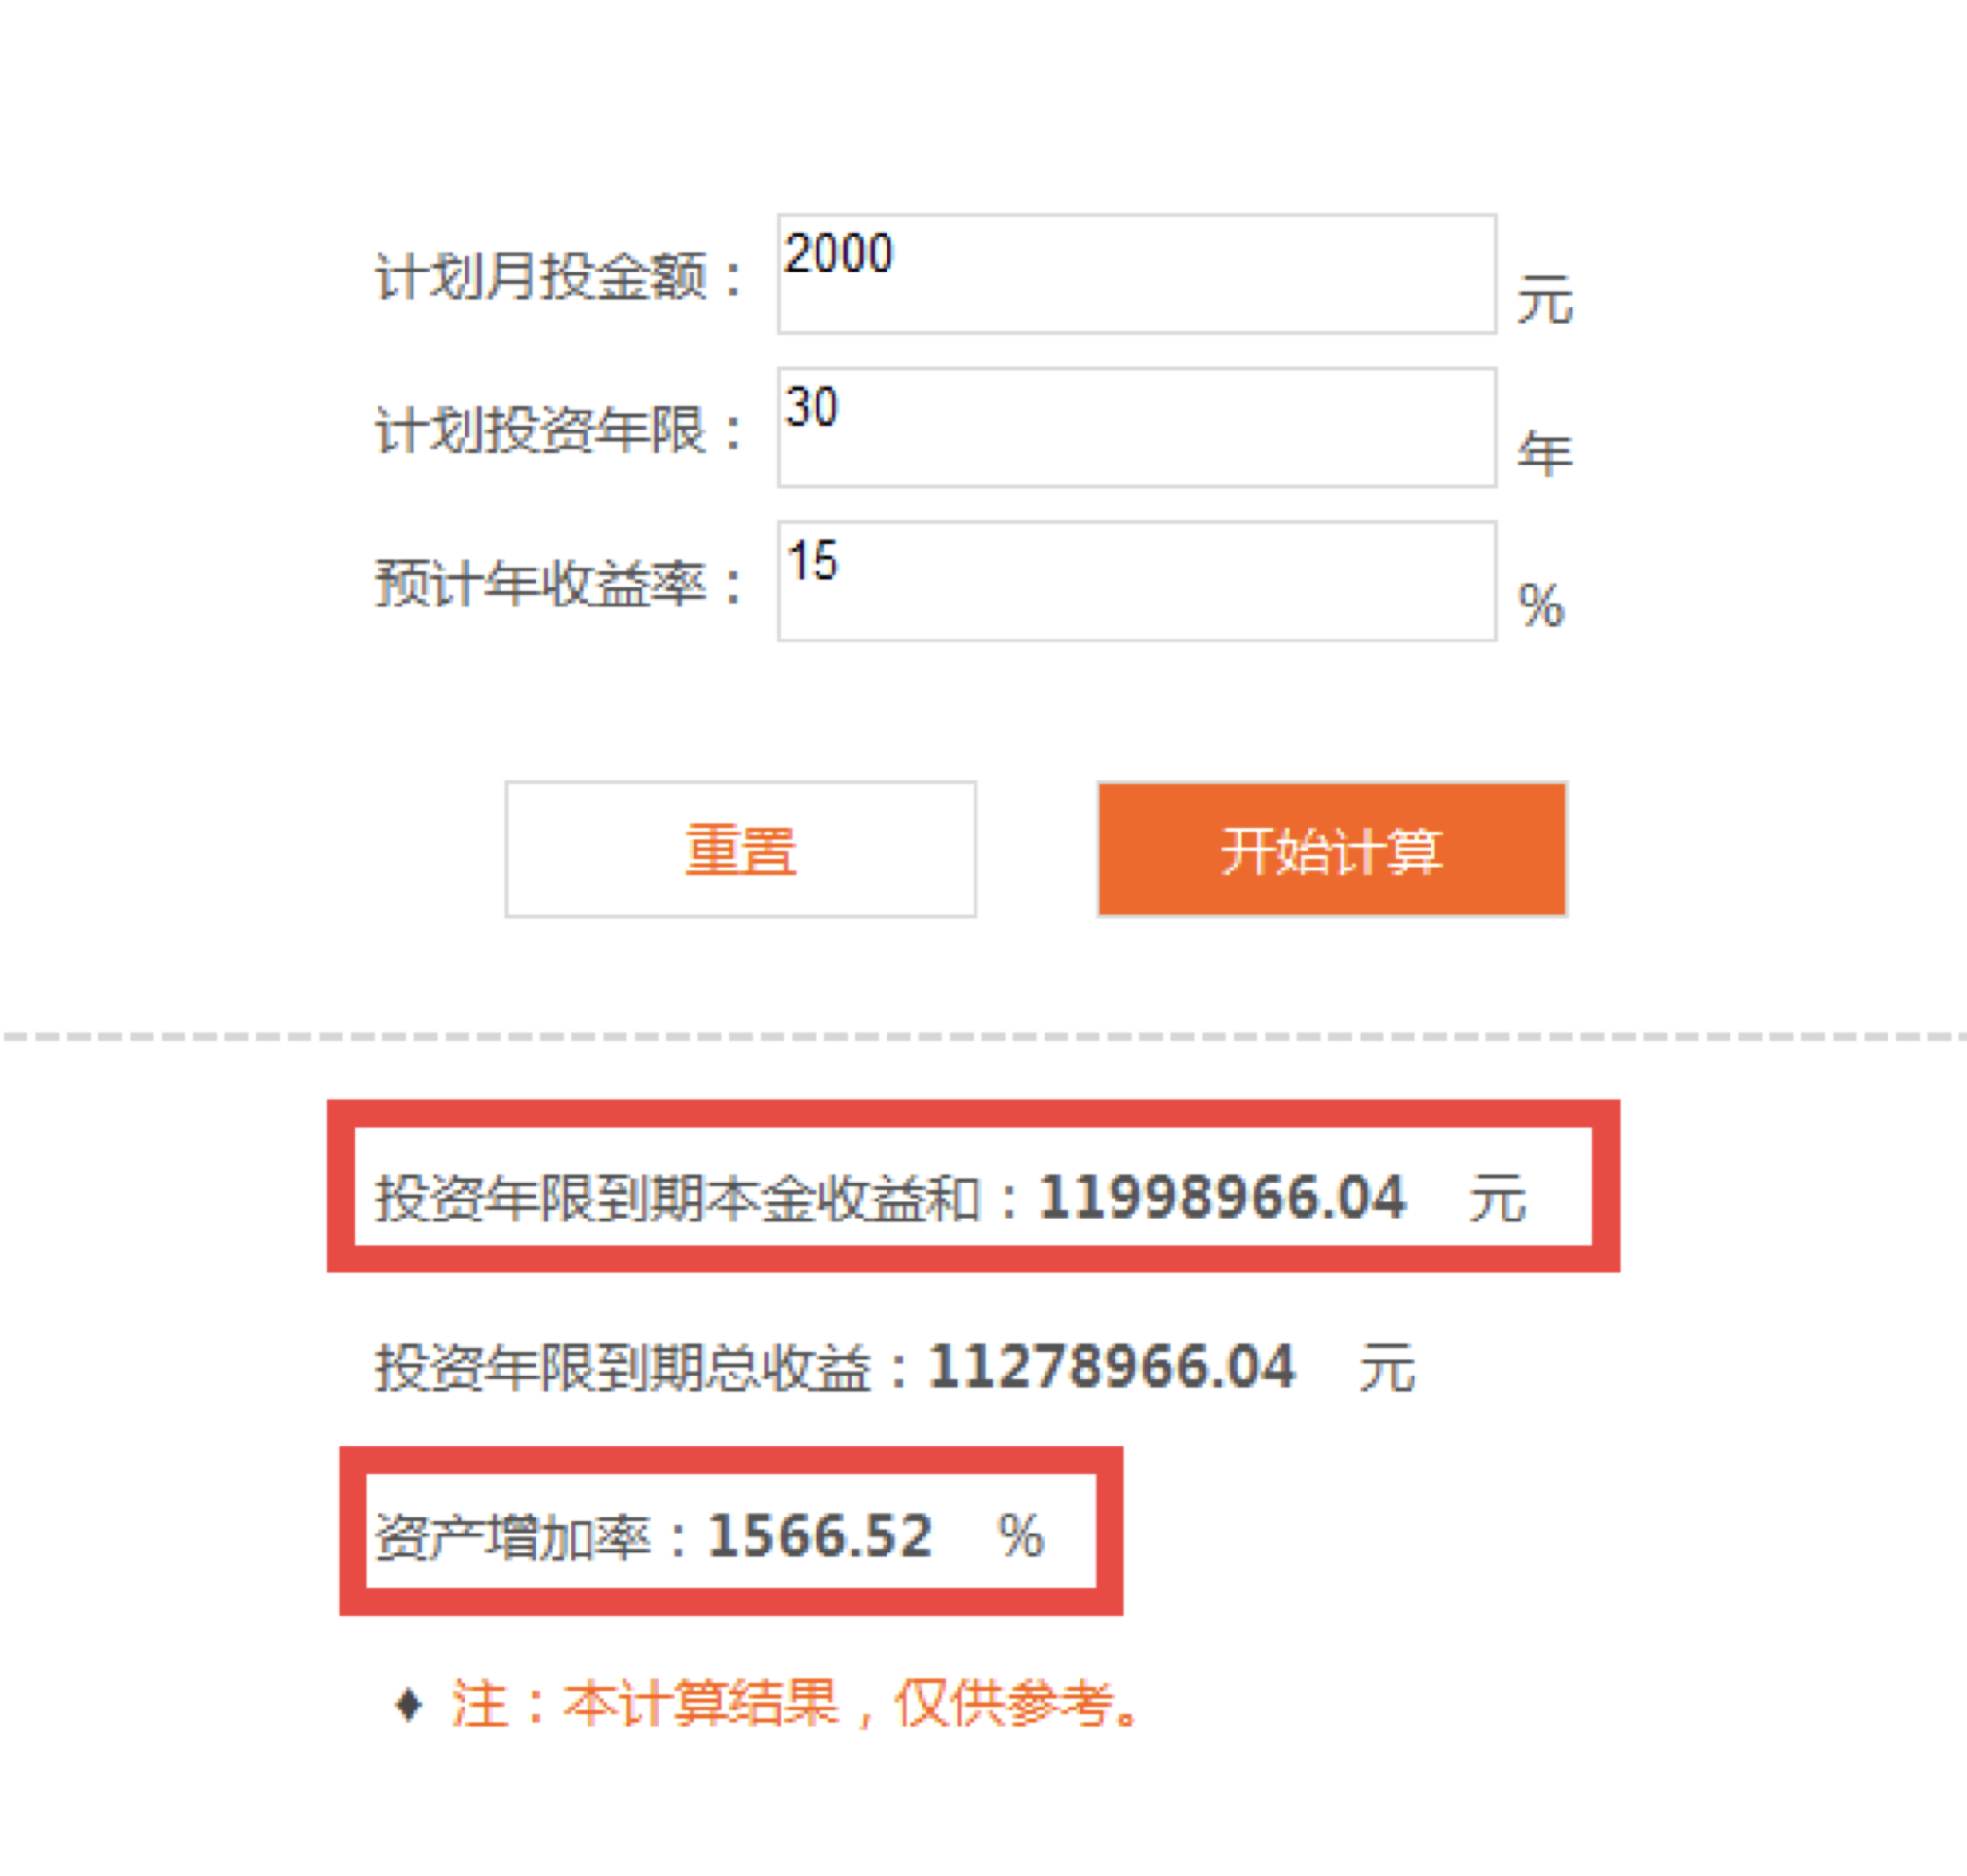 计划月投金额：2000 元
计划投资年限：30 年
预计年收益率：15 %
重置 开始计算
投资年限到期本金收益和：11998966.04 元
投资年限到期总收益：11278966.04 元
资产增加率：1566.52 %
♦ 注：本计算结果，仅供参考。